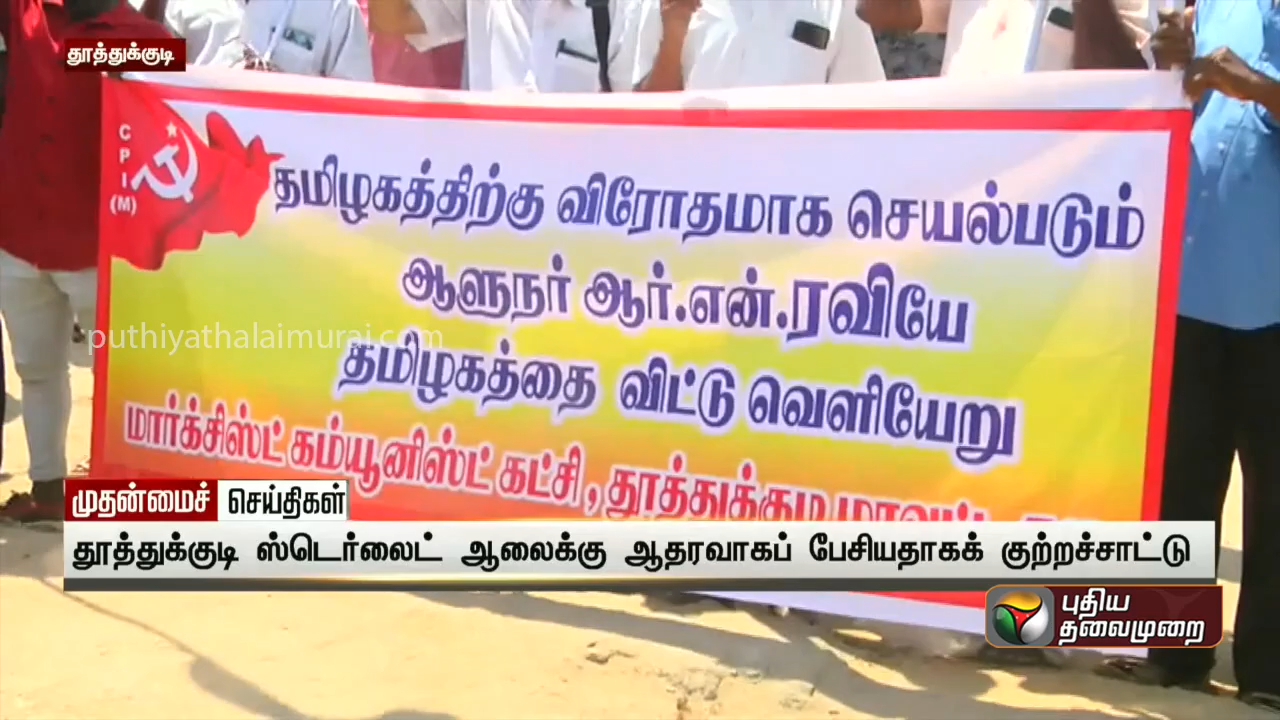 தூத்துக்குடி
CPI(M)
தமிழகத்திற்கு விரோதமாக செயல்படும்
ஆளுநர் ஆர்.என்.ரவியே
puthiyathalaimurai.com
தமிழகத்தை விட்டு வெளியேறு
மார்க்சிஸ்ட் கம்யூனிஸ்ட் கட்சி, தூத்துக்குடி
முதன்மைச் செய்திகள்
தூத்துக்குடி ஸ்டெர்லைட் ஆலைக்கு ஆதரவாகப் பேசியதாகக் குற்றச்சாட்டு
புதிய
தலைமுறை